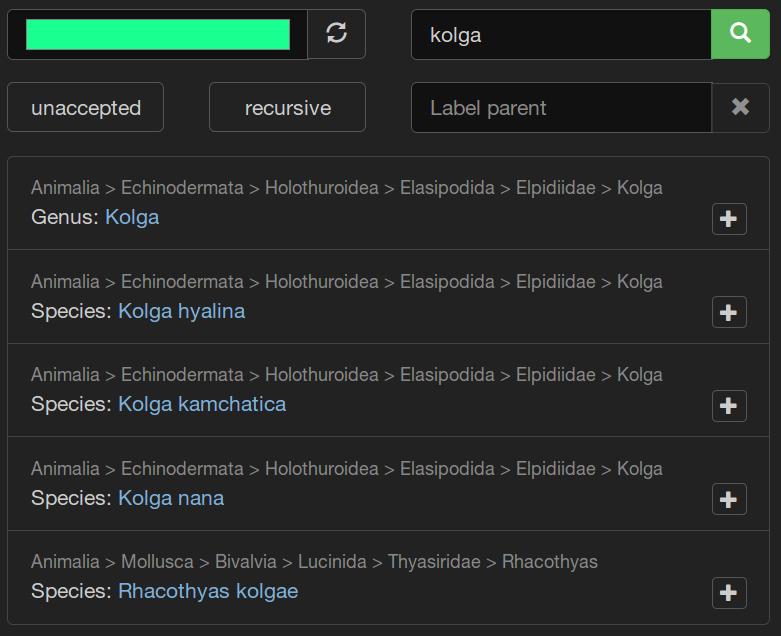 kolga
unaccepted
recursive
Label parent
Animalia > Echinodermata > Holothuroidea > Elasipodida > Elpidiidae > Kolga
Genus: Kolga
Animalia > Echinodermata > Holothuroidea > Elasipodida > Elpidiidae > Kolga
Species: Kolga hyalina
Animalia > Echinodermata > Holothuroidea > Elasipodida > Elpidiidae > Kolga
Species: Kolga kamchatica
Animalia > Echinodermata > Holothuroidea > Elasipodida > Elpidiidae > Kolga
Species: Kolga nana
Animalia > Mollusca > Bivalvia > Lucinida > Thyasiridae > Rhacothyas
Species: Rhacothyas kolgae